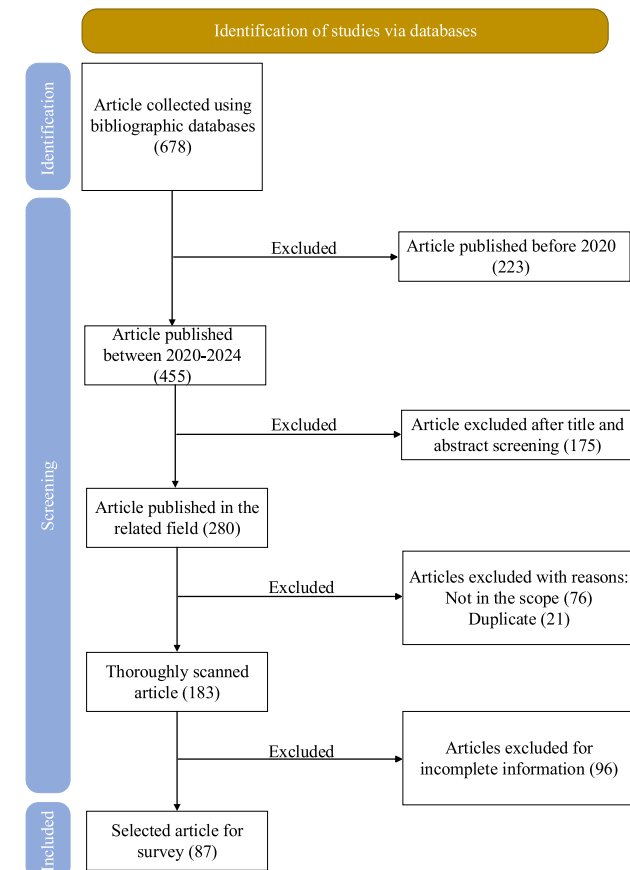 Identification of studies via databases
Identification
Article collected using
bibliographic databases
(678)
Excluded
Article published before 2020
(223)
Screening
Article published
between 2020-2024
(455)
Excluded
Article excluded after title and
abstract screening (175)
Article published in the
related field (280)
Excluded
Articles excluded with reasons:
Not in the scope (76)
Duplicate (21)
Thoroughly scanned
article (183)
Excluded
Articles excluded for
incomplete information (96)
Included
Selected article for
survey (87)